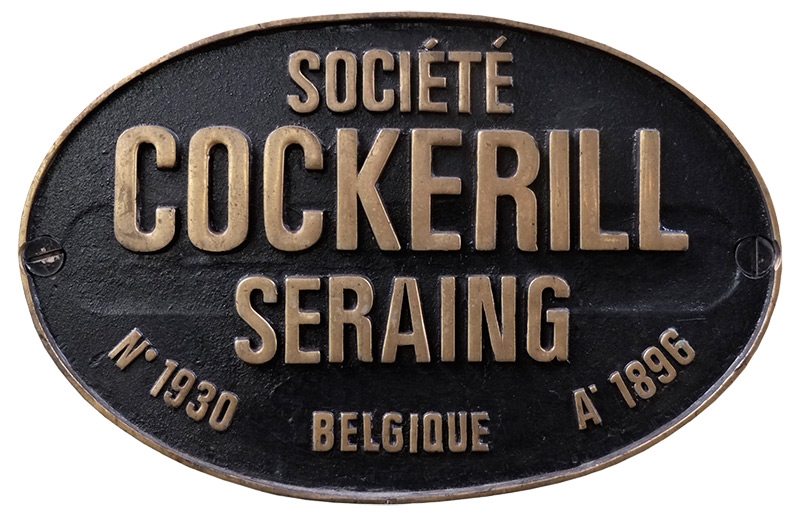 SOCIÉTÉ
COCKERILL
SERAING
N° 1930
BELGIQUE
A° 1896